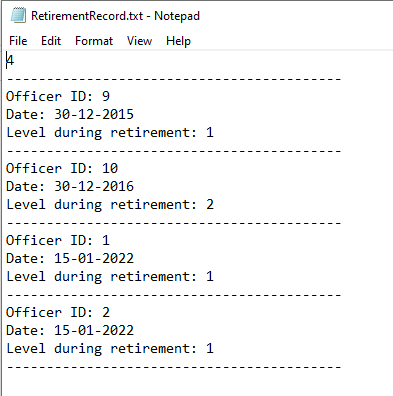 RetirementRecord.txt - Notepad
File Edit Format View Help
4
------------------------------------------
Officer ID: 9
Date: 30-12-2015
Level during retirement: 1
------------------------------------------
Officer ID: 10
Date: 30-12-2016
Level during retirement: 2
------------------------------------------
Officer ID: 1
Date: 15-01-2022
Level during retirement: 1
------------------------------------------
Officer ID: 2
Date: 15-01-2022
Level during retirement: 1
------------------------------------------